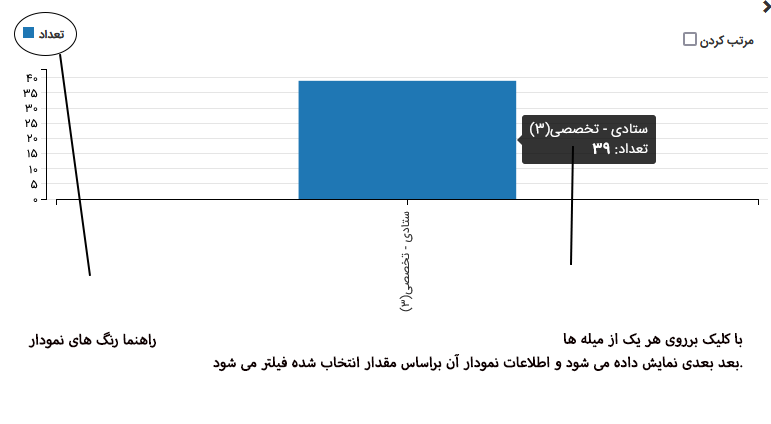 تعداد
مرتب کردن
۴۰
۳۵
۳۰
۲۵
۲۰
۱۵
۱۰
۵
۰
ستادی - تخصصی(۳)
تعداد: ۳۹
ستادی - تخصصی(۳)
با کلیک برروی هر یک از میله ها
بعد بعدی نمایش داده می شود و اطلاعات نمودار آن براساس مقدار انتخاب شده فیلتر می شود.
راهنما رنگ های نمودار